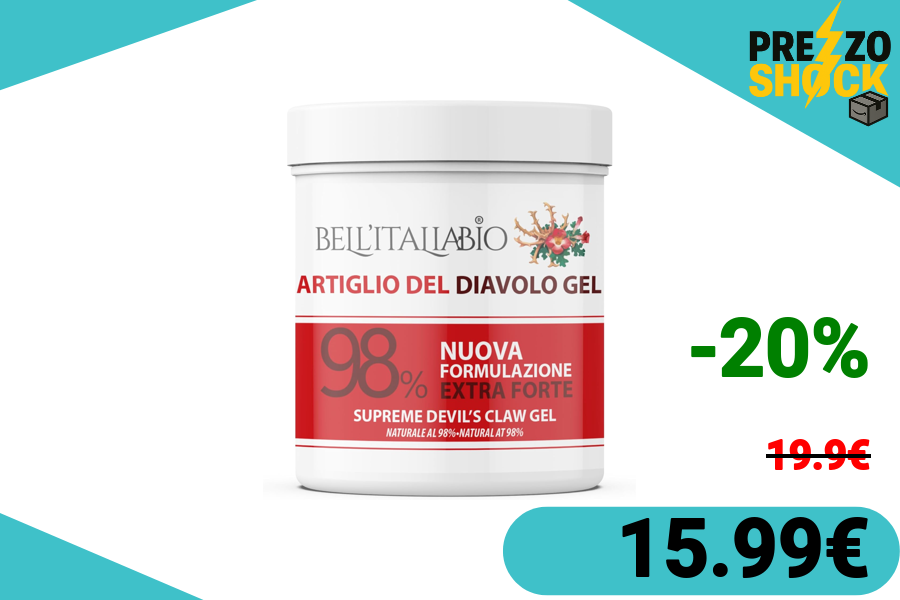 PREZZO
SHOCK
BELL'ITALIABIO®
ARTIGLIO DEL DIAVOLO GEL
98%
NUOVA
FORMULAZIONE
EXTRA FORTE
SUPREME DEVIL'S CLAW GEL
NATURALE AL 98%•NATURAL AT 98%
-20%
19.9€
15.99€